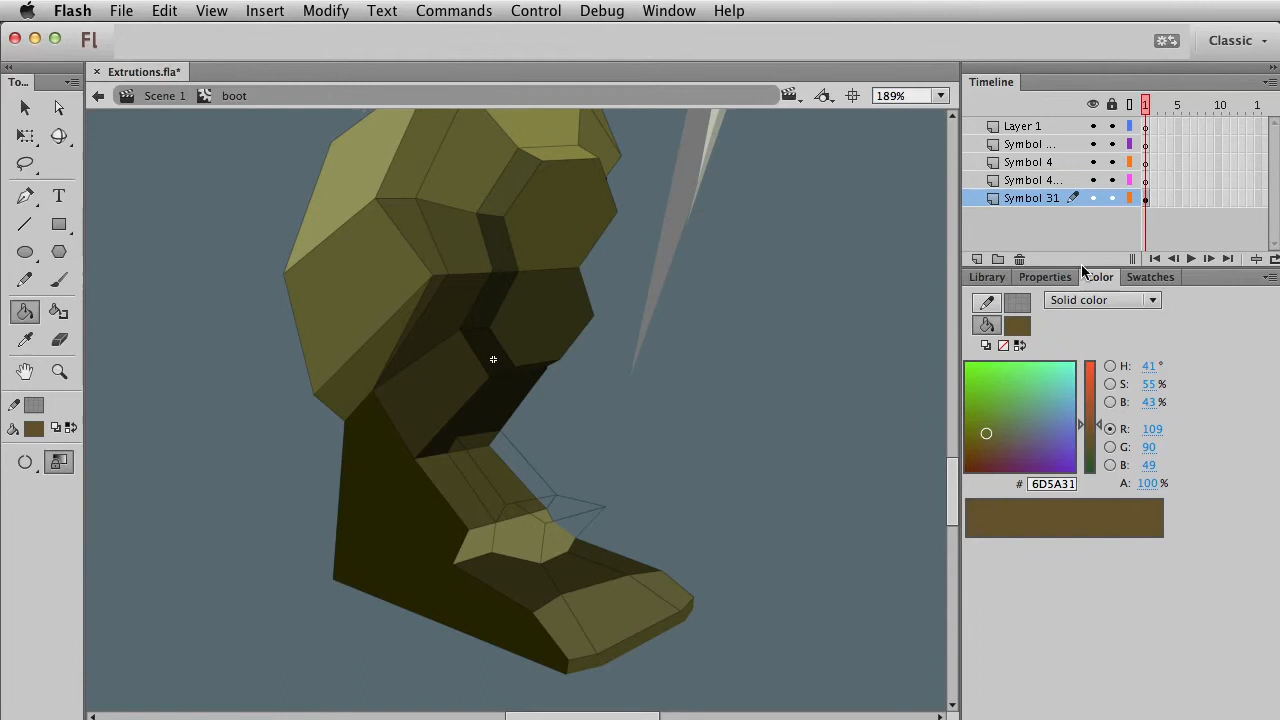 Flash File Edit View Insert Modify Text Commands Control Debug Window Help
Fl Classic
To... × Extrutions.fla* Timeline
Scene 1 boot 189%
1 5 10 1
Layer 1
Symbol ...
Symbol 4
Symbol 4...
Symbol 31
Library Properties Color Swatches
Solid color
H: 41 °
S: 55 %
B: 43 %
R: 109
G: 90
B: 49
# 6D5A31 A: 100 %
T